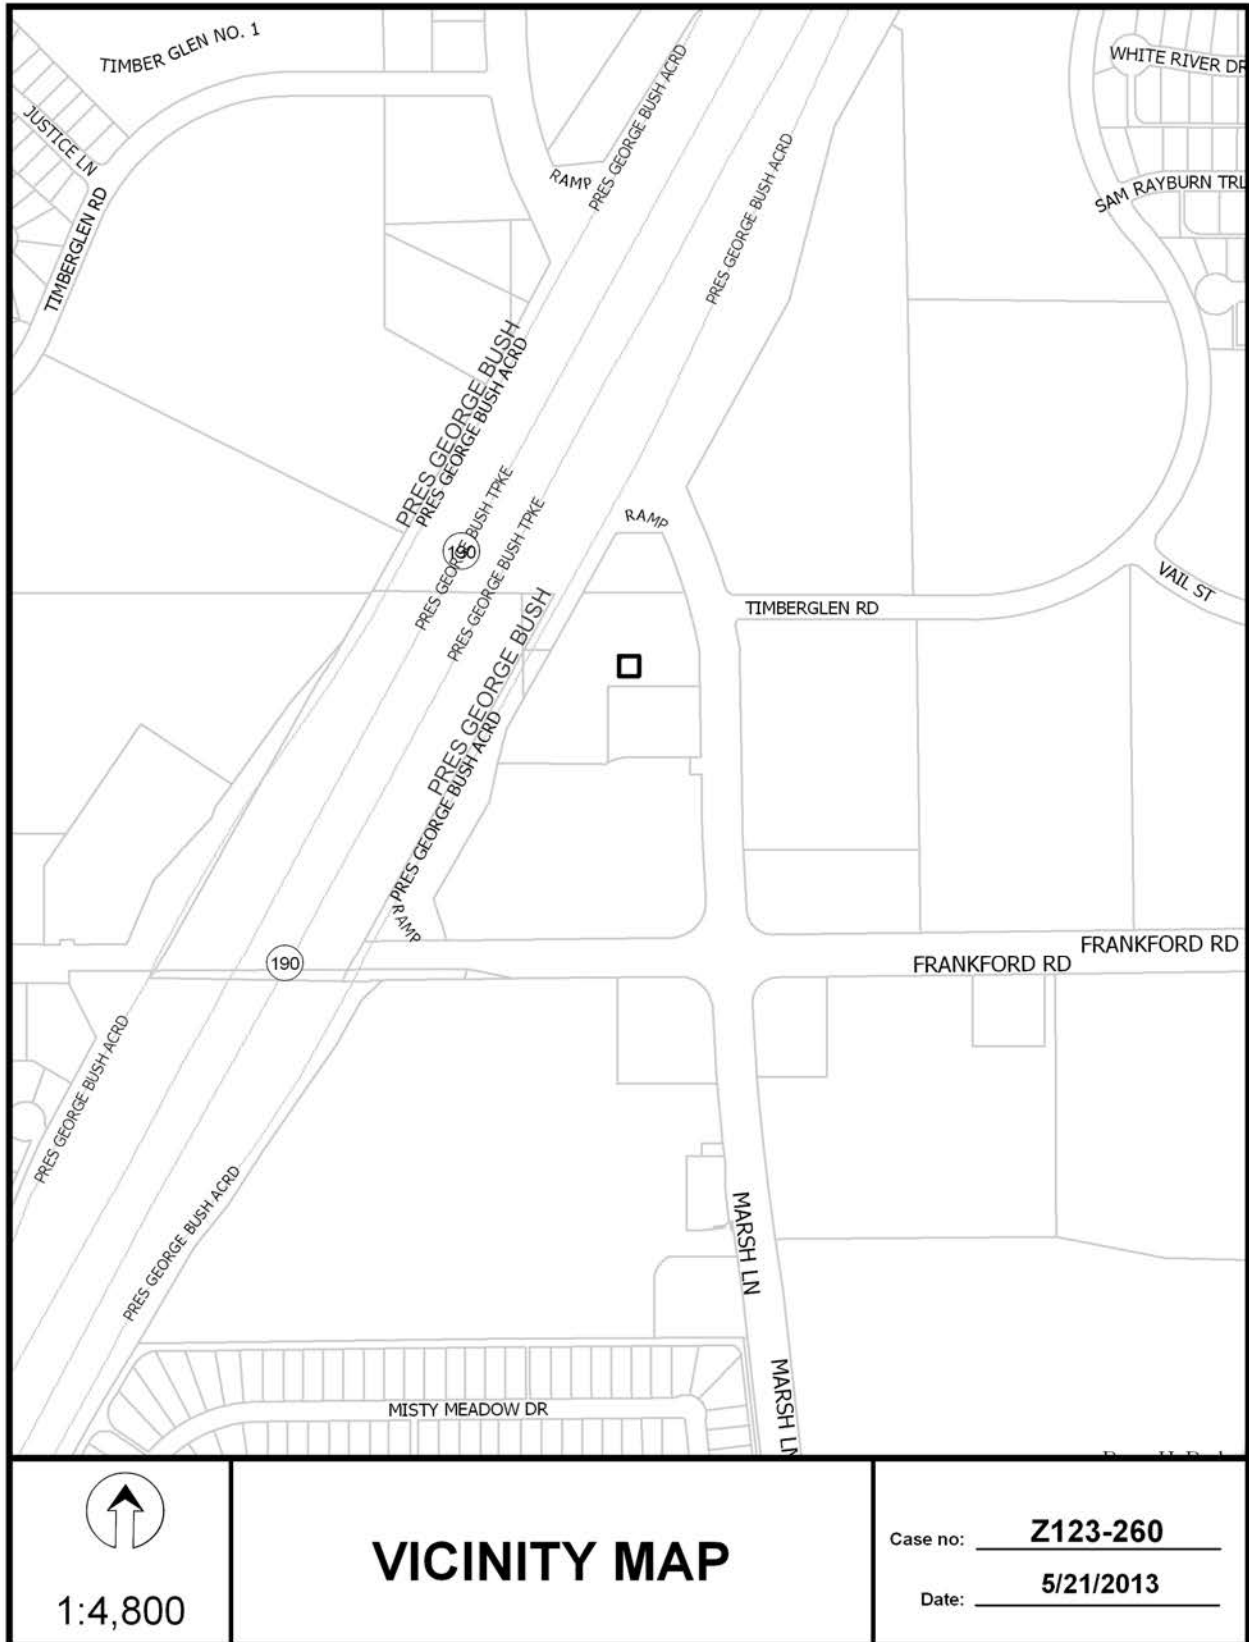 TIMBER GLEN NO. 1
WHITE RIVER DR
JUSTICE LN
PRES GEORGE BUSH ACRD
RAMP
PRES GEORGE BUSH ACRD
SAM RAYBURN TRL
TIMBERGLEN RD
PRES GEORGE BUSH
PRES GEORGE BUSH ACRD
PRES GEORGE BUSH TPKE
190
PRES GEORGE BUSH TPKE
RAMP
VAIL ST
TIMBERGLEN RD
PRES GEORGE BUSH
PRES GEORGE BUSH ACRD
RAMP
FRANKFORD RD
FRANKFORD RD
190
PRES GEORGE BUSH ACRD
PRES GEORGE BUSH ACRD
MARSH LN
MARSH LN
MISTY MEADOW DR
1:4,800
VICINITY MAP
Case no: Z123-260
Date: 5/21/2013